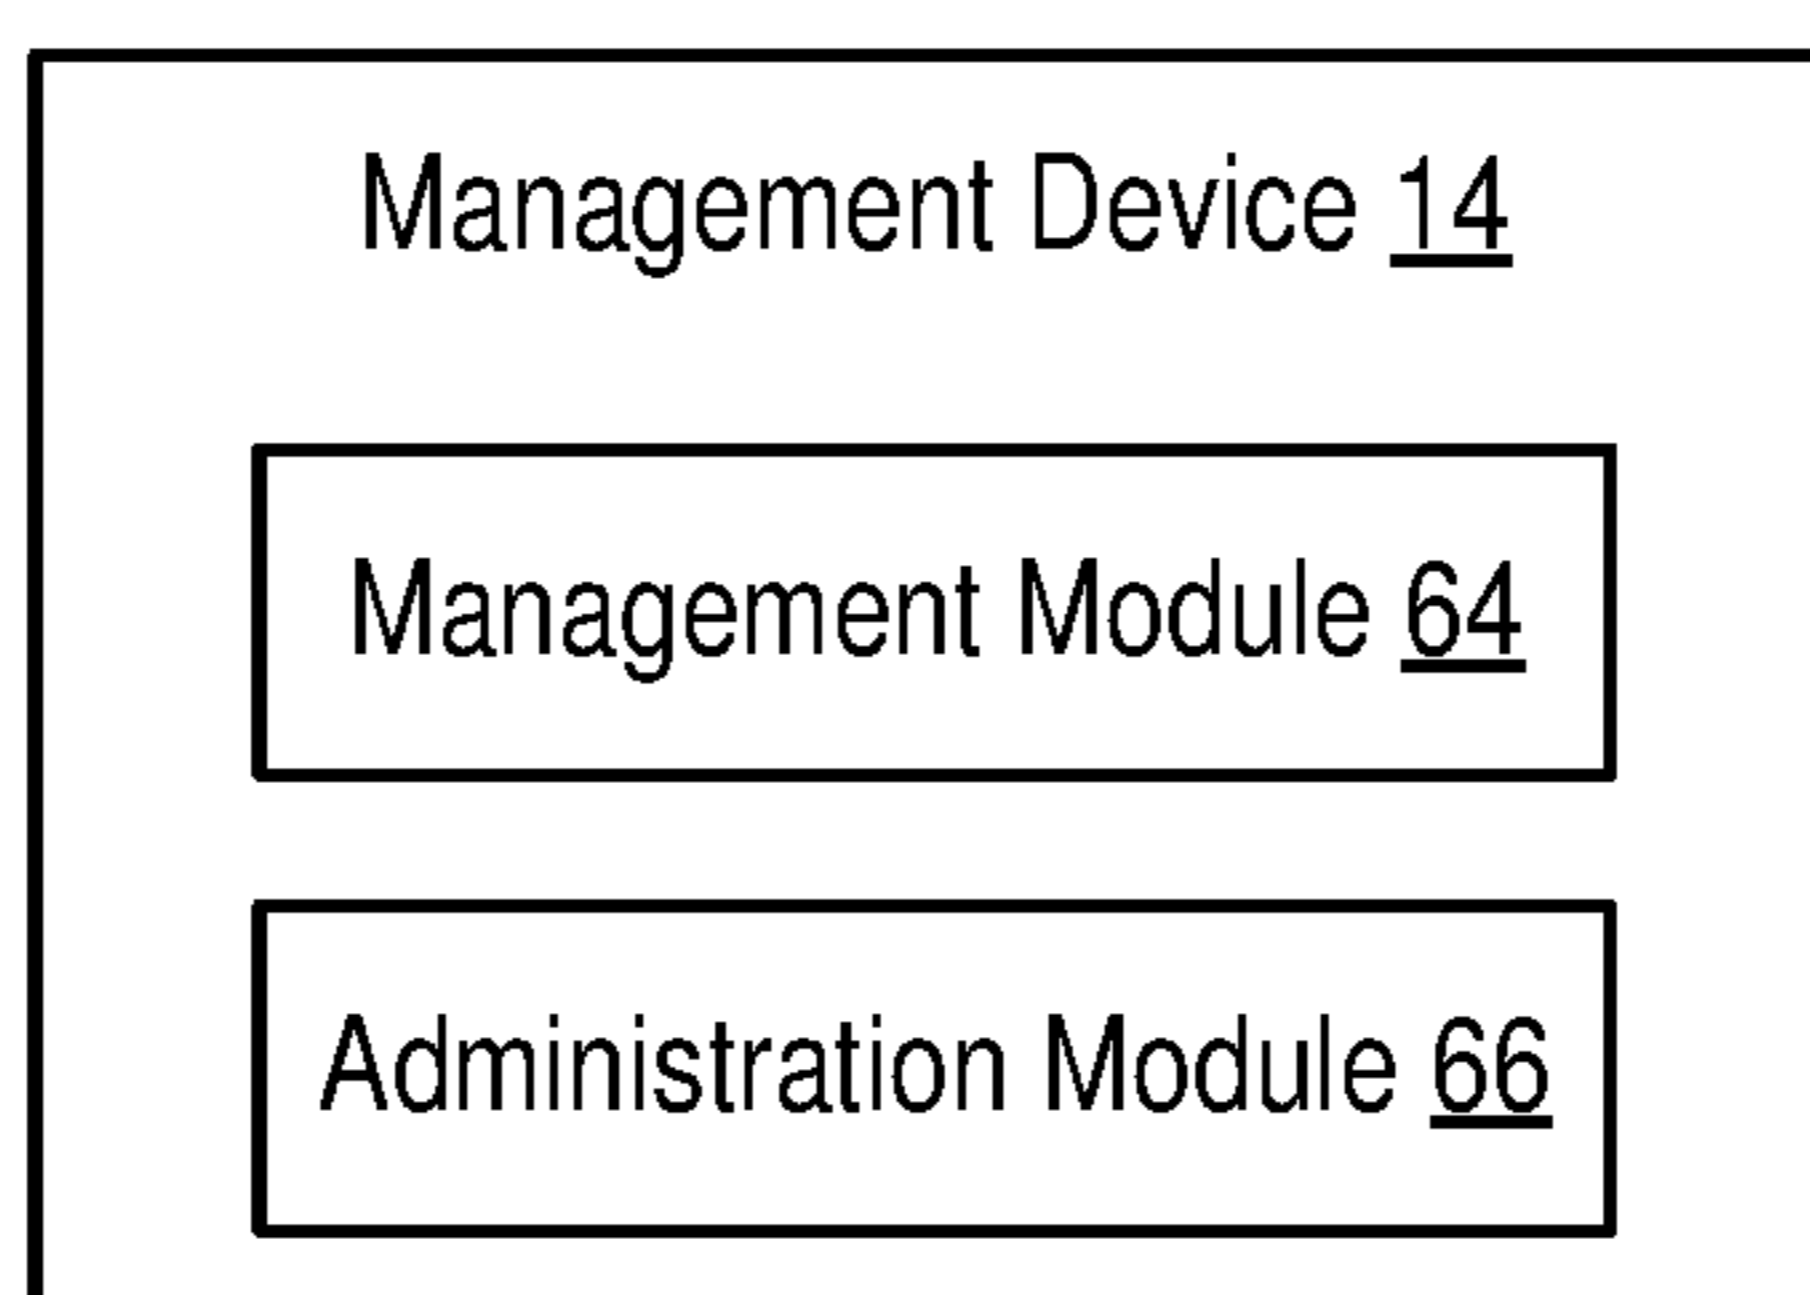 Management Device 14
Management Module 64
Administration Module 66